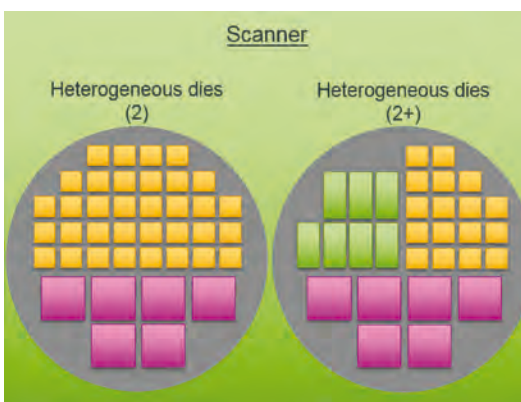 Scanner
Heterogeneous dies
(2)
Heterogeneous dies
(2+)